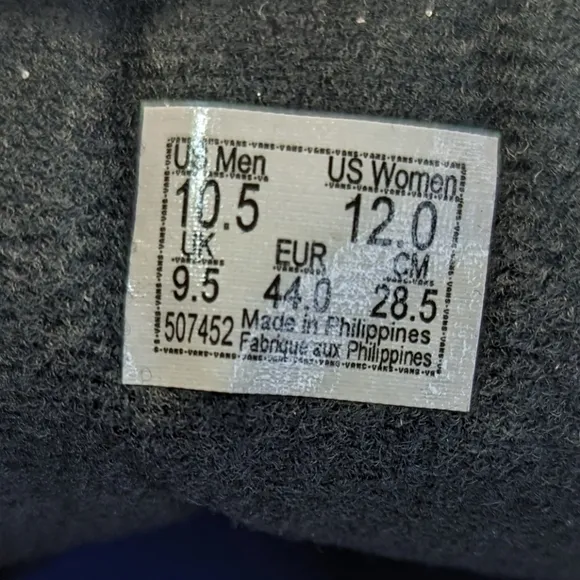 US Men US Women
10.5 12.0
UK EUR CM
9.5 44.0 28.5
507452 Made in Philippines
Fabriqué aux Philippines